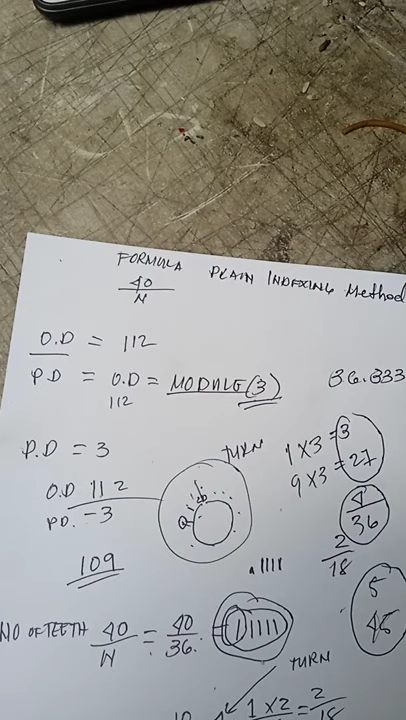 FORMULA PLAIN INDEXING Method
40
N
O.D = 112
P.D = O.D = MODULE (3)
112
36.333
P.D = 3
TURN
1 X 3 = 3
9 X 3 = 27
O.D 112
P.D. -3
109
4
36
2
18
5
45
NO OF TEETH 40/N = 40/36. =
TURN
1 X 2 = 2
18